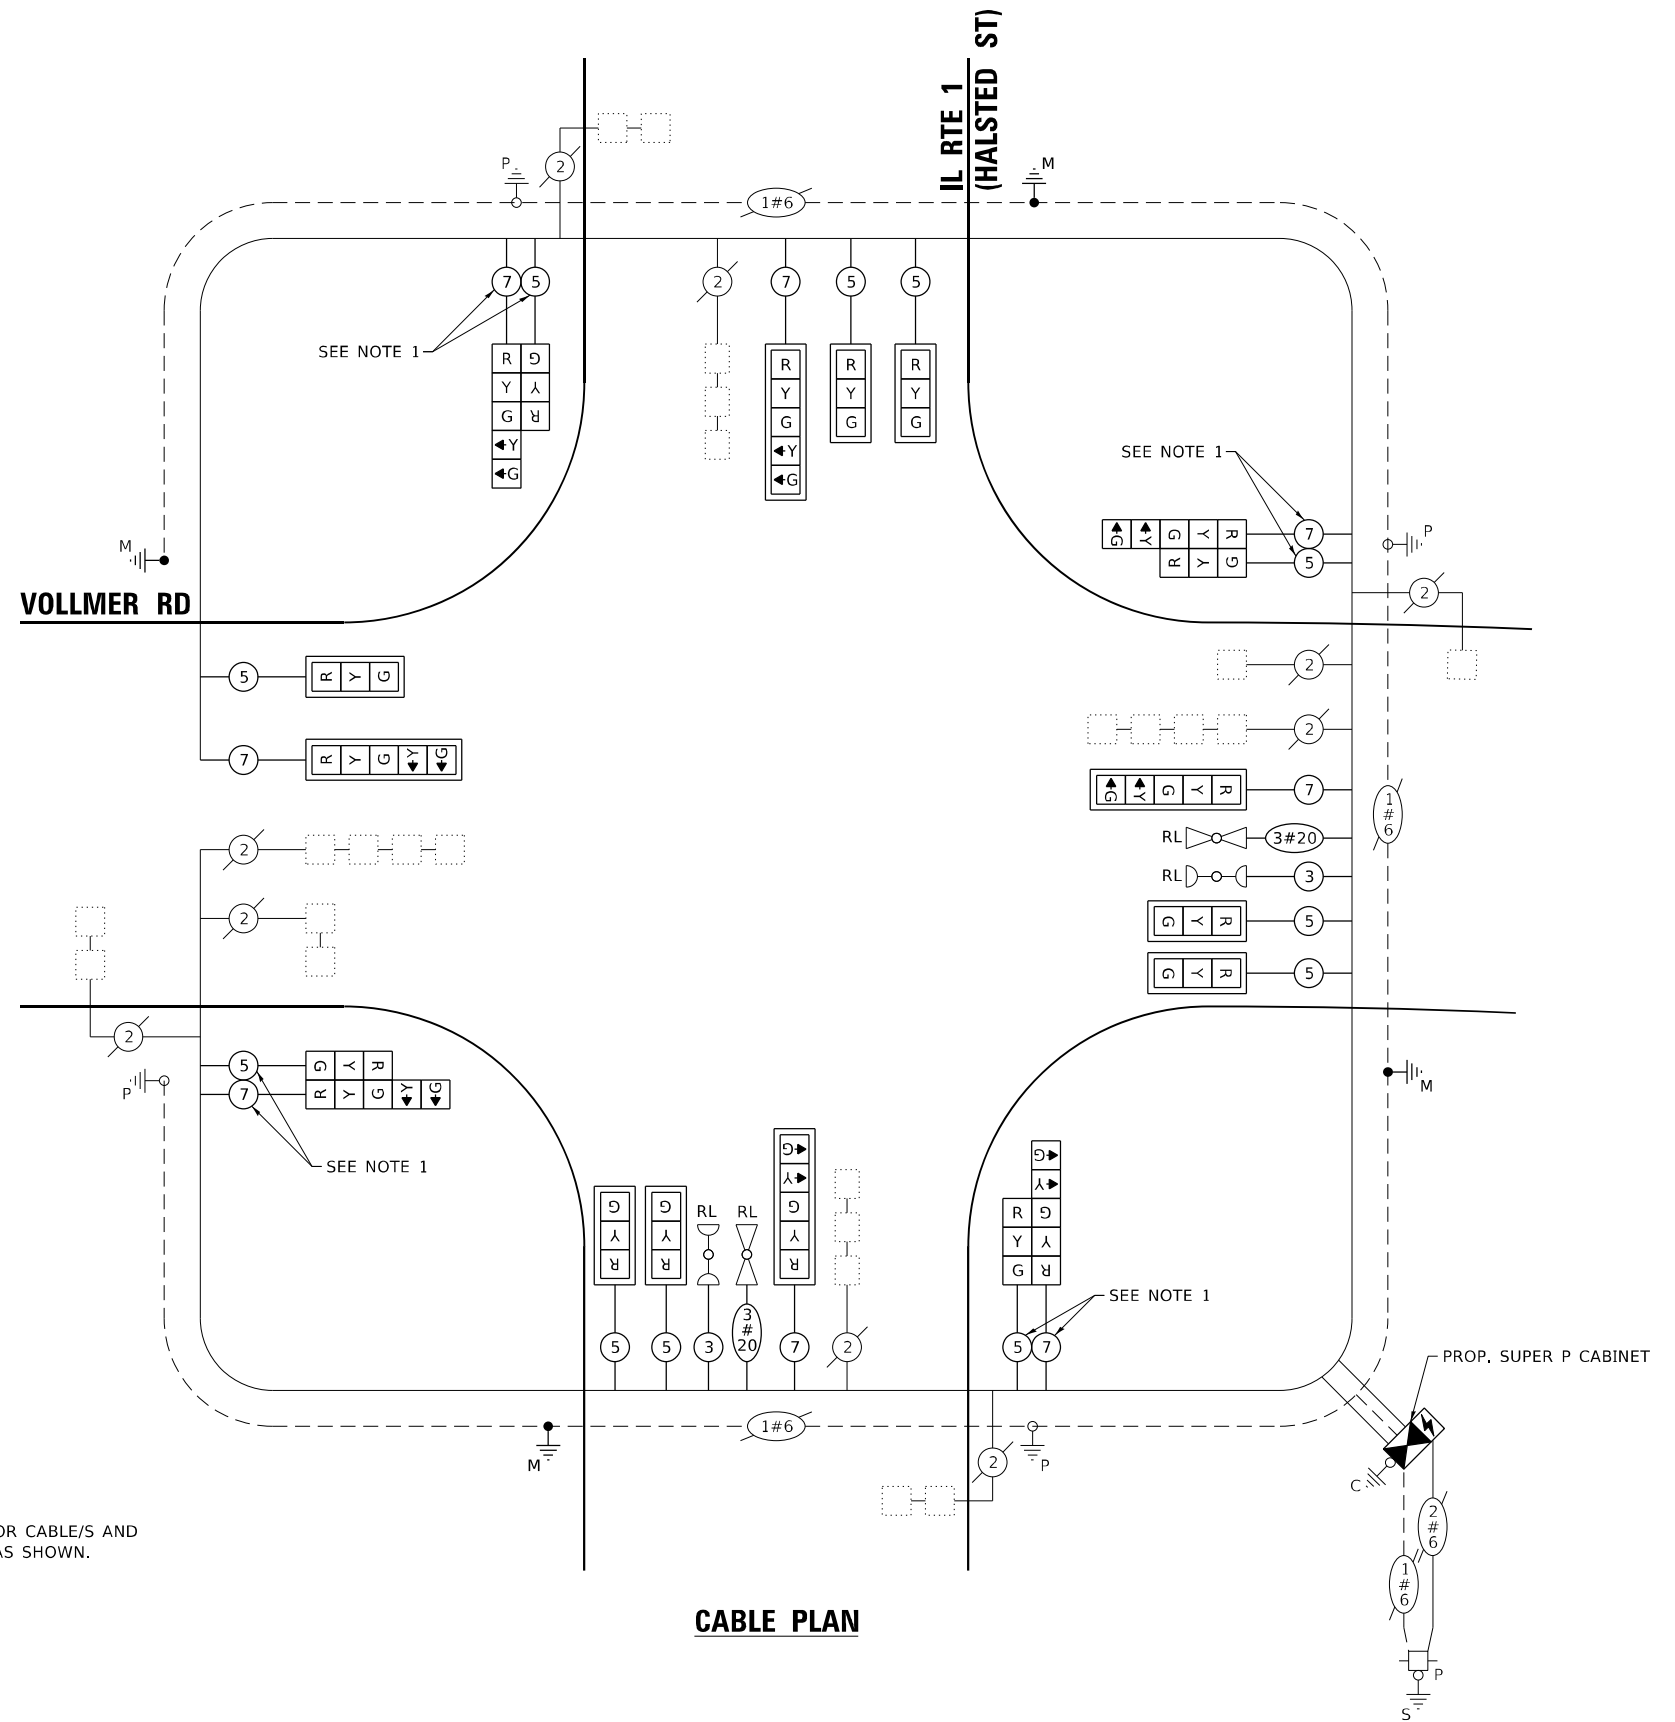 IL RTE 1
(HALSTED ST)
P
2
M
1#6
7 5
2
7
5
5
SEE NOTE 1
R G
Y Y
G R
Y
G
R
Y
G
Y
G
R
Y
G
R
Y
G
SEE NOTE 1
G Y G Y R
7
R Y G
5
P
2
M
VOLLMER RD
5
R Y G
2
7
R Y G Y G
2
G Y G Y R
7
1
#
6
RL
3#20
RL
3
2
G Y R
5
2
G Y R
5
2
5
G Y R
7
R Y G Y G
P
M
SEE NOTE 1
G
Y
G
Y
R
G
Y
R
G
Y
R
RL
RL
G
Y
R G
Y Y
G R
SEE NOTE 1
5
5
3
3
#
20
7
2
5 7
PROP. SUPER P CABINET
M
1#6
2
P
C
2
#
6
1
#
6
OR CABLE/S AND
AS SHOWN.
CABLE PLAN
P
S